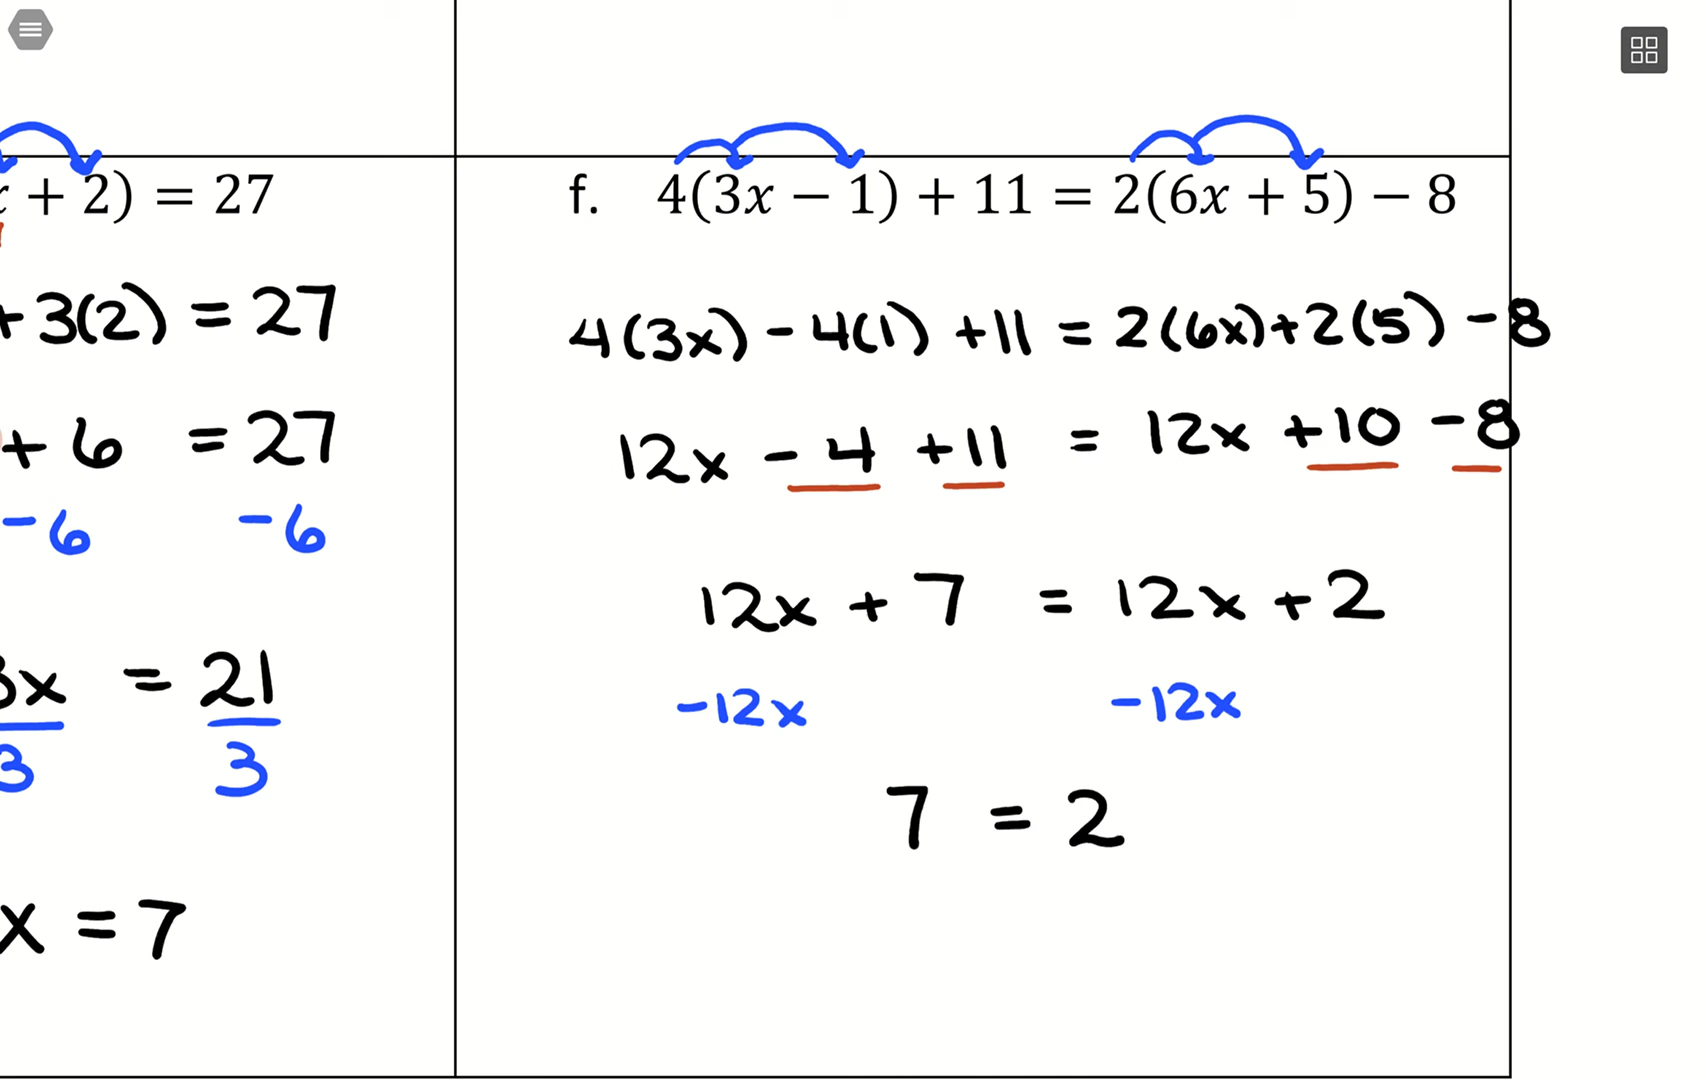 + 2) = 27
+ 3(2) = 27
+ 6 = 27
- 6 - 6
3x = 21
3 3
x = 7
f. 4(3x − 1) + 11 = 2(6x + 5) − 8
4(3x) - 4(1) + 11 = 2(6x) + 2(5) - 8
12x - 4 + 11 = 12x + 10 - 8
12x + 7 = 12x + 2
-12x -12x
7 = 2